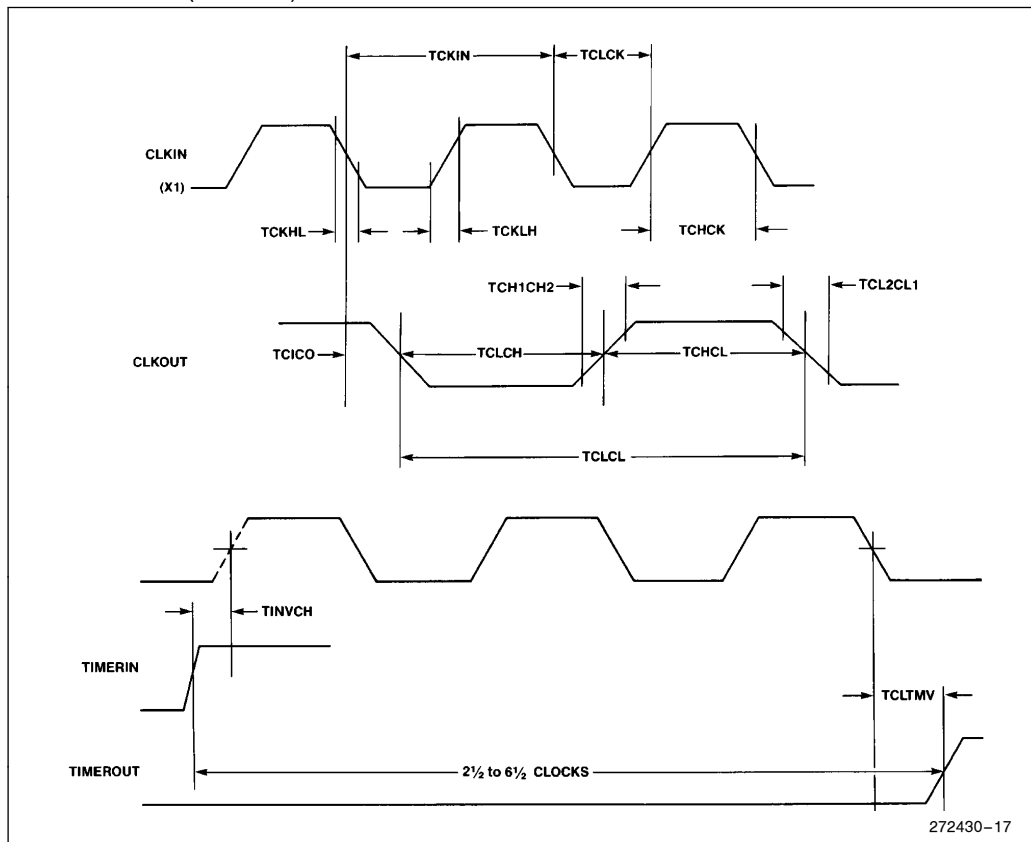 TCKIN
TCLCK
CLKIN
(X1)
TCKHL
TCKLH
TCHCK
TCH1CH2
TCL2CL1
CLKOUT
TCICO
TCLCH
TCHCL
TCLCL
TINVCH
TIMERIN
TCLTMV
TIMEROUT
2½ to 6½ CLOCKS
272430–17